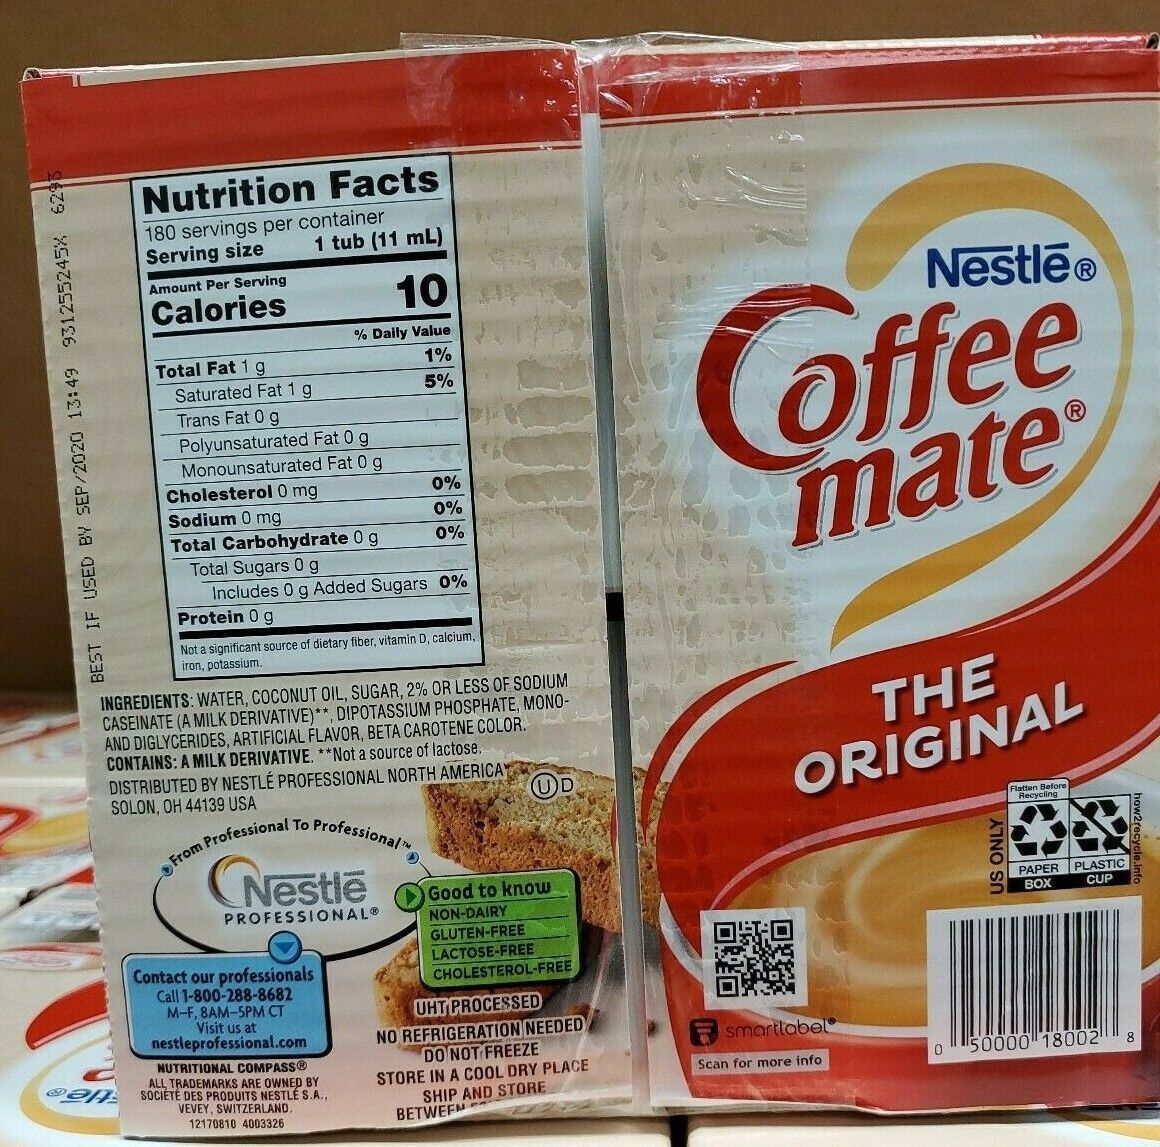 BEST IF USED BY SEP/2020 13:49 931255245X 6293
Nutrition Facts
180 servings per container
Serving size 1 tub (11 mL)
Amount Per Serving
Calories 10
% Daily Value
Total Fat 1 g 1%
Saturated Fat 1 g 5%
Trans Fat 0 g
Polyunsaturated Fat 0 g
Monounsaturated Fat 0 g
Cholesterol 0 mg 0%
Sodium 0 mg 0%
Total Carbohydrate 0 g 0%
Total Sugars 0 g
Includes 0 g Added Sugars 0%
Protein 0 g
Not a significant source of dietary fiber, vitamin D, calcium,
iron, potassium.
INGREDIENTS: WATER, COCONUT OIL, SUGAR, 2% OR LESS OF SODIUM
CASEINATE (A MILK DERIVATIVE)**, DIPOTASSIUM PHOSPHATE, MONO-
AND DIGLYCERIDES, ARTIFICIAL FLAVOR, BETA CAROTENE COLOR.
CONTAINS: A MILK DERIVATIVE. **Not a source of lactose.
DISTRIBUTED BY NESTLÉ PROFESSIONAL NORTH AMERICA
SOLON, OH 44139 USA
U D
From Professional To Professional™
Nestlé
PROFESSIONAL®
Good to know
NON-DAIRY
GLUTEN-FREE
LACTOSE-FREE
CHOLESTEROL-FREE
Contact our professionals
Call 1-800-288-8682
M–F, 8AM–5PM CT
Visit us at
nestleprofessional.com
NUTRITIONAL COMPASS®
ALL TRADEMARKS ARE OWNED BY
SOCIÉTÉ DES PRODUITS NESTLÉ S.A.,
VEVEY, SWITZERLAND.
12170810 4003326
UHT PROCESSED
NO REFRIGERATION NEEDED
DO NOT FREEZE
STORE IN A COOL DRY PLACE
SHIP AND STORE
BETWEEN
Nestlé®
Coffee
mate®
THE
ORIGINAL
US ONLY
Flatten Before
Recycling
PAPER
BOX
PLASTIC
CUP
how2recycle.info
smartlabel®
Scan for more info
0 50000 18002 8